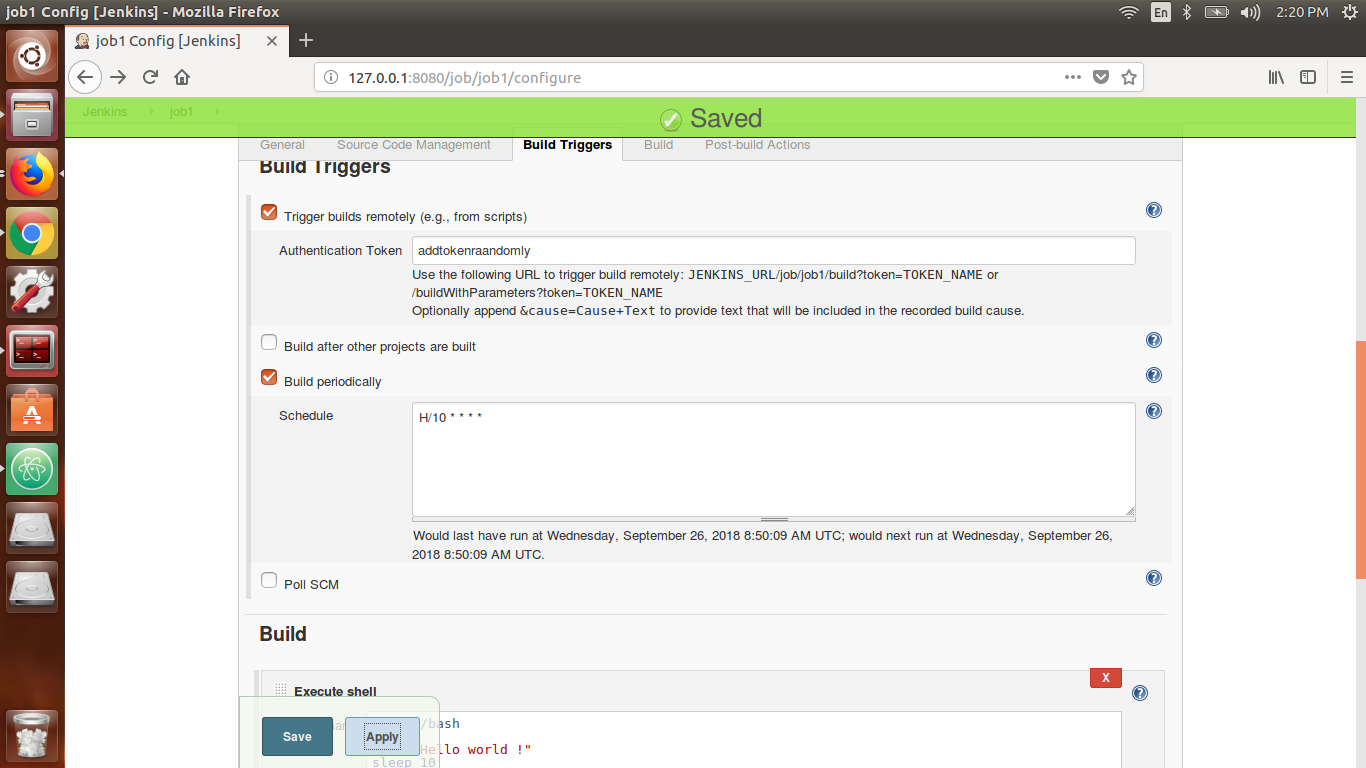 job1 Config [Jenkins] - Mozilla Firefox
En
2:20 PM
job1 Config [Jenkins]
127.0.0.1:8080/job/job1/configure
Jenkins
job1
Saved
General
Source Code Management
Build Triggers
Build
Post-build Actions
Build Triggers
Trigger builds remotely (e.g., from scripts)
Authentication Token
addtokenraandomly
Use the following URL to trigger build remotely: JENKINS_URL/job/job1/build?token=TOKEN_NAME or
/buildWithParameters?token=TOKEN_NAME
Optionally append &cause=Cause+Text to provide text that will be included in the recorded build cause.
Build after other projects are built
Build periodically
Schedule
H/10 * * * *
Would last have run at Wednesday, September 26, 2018 8:50:09 AM UTC; would next run at Wednesday, September 26,
2018 8:50:09 AM UTC.
Poll SCM
Build
X
Execute shell
/bash
Hello world !"
sleep 10
Save
Apply